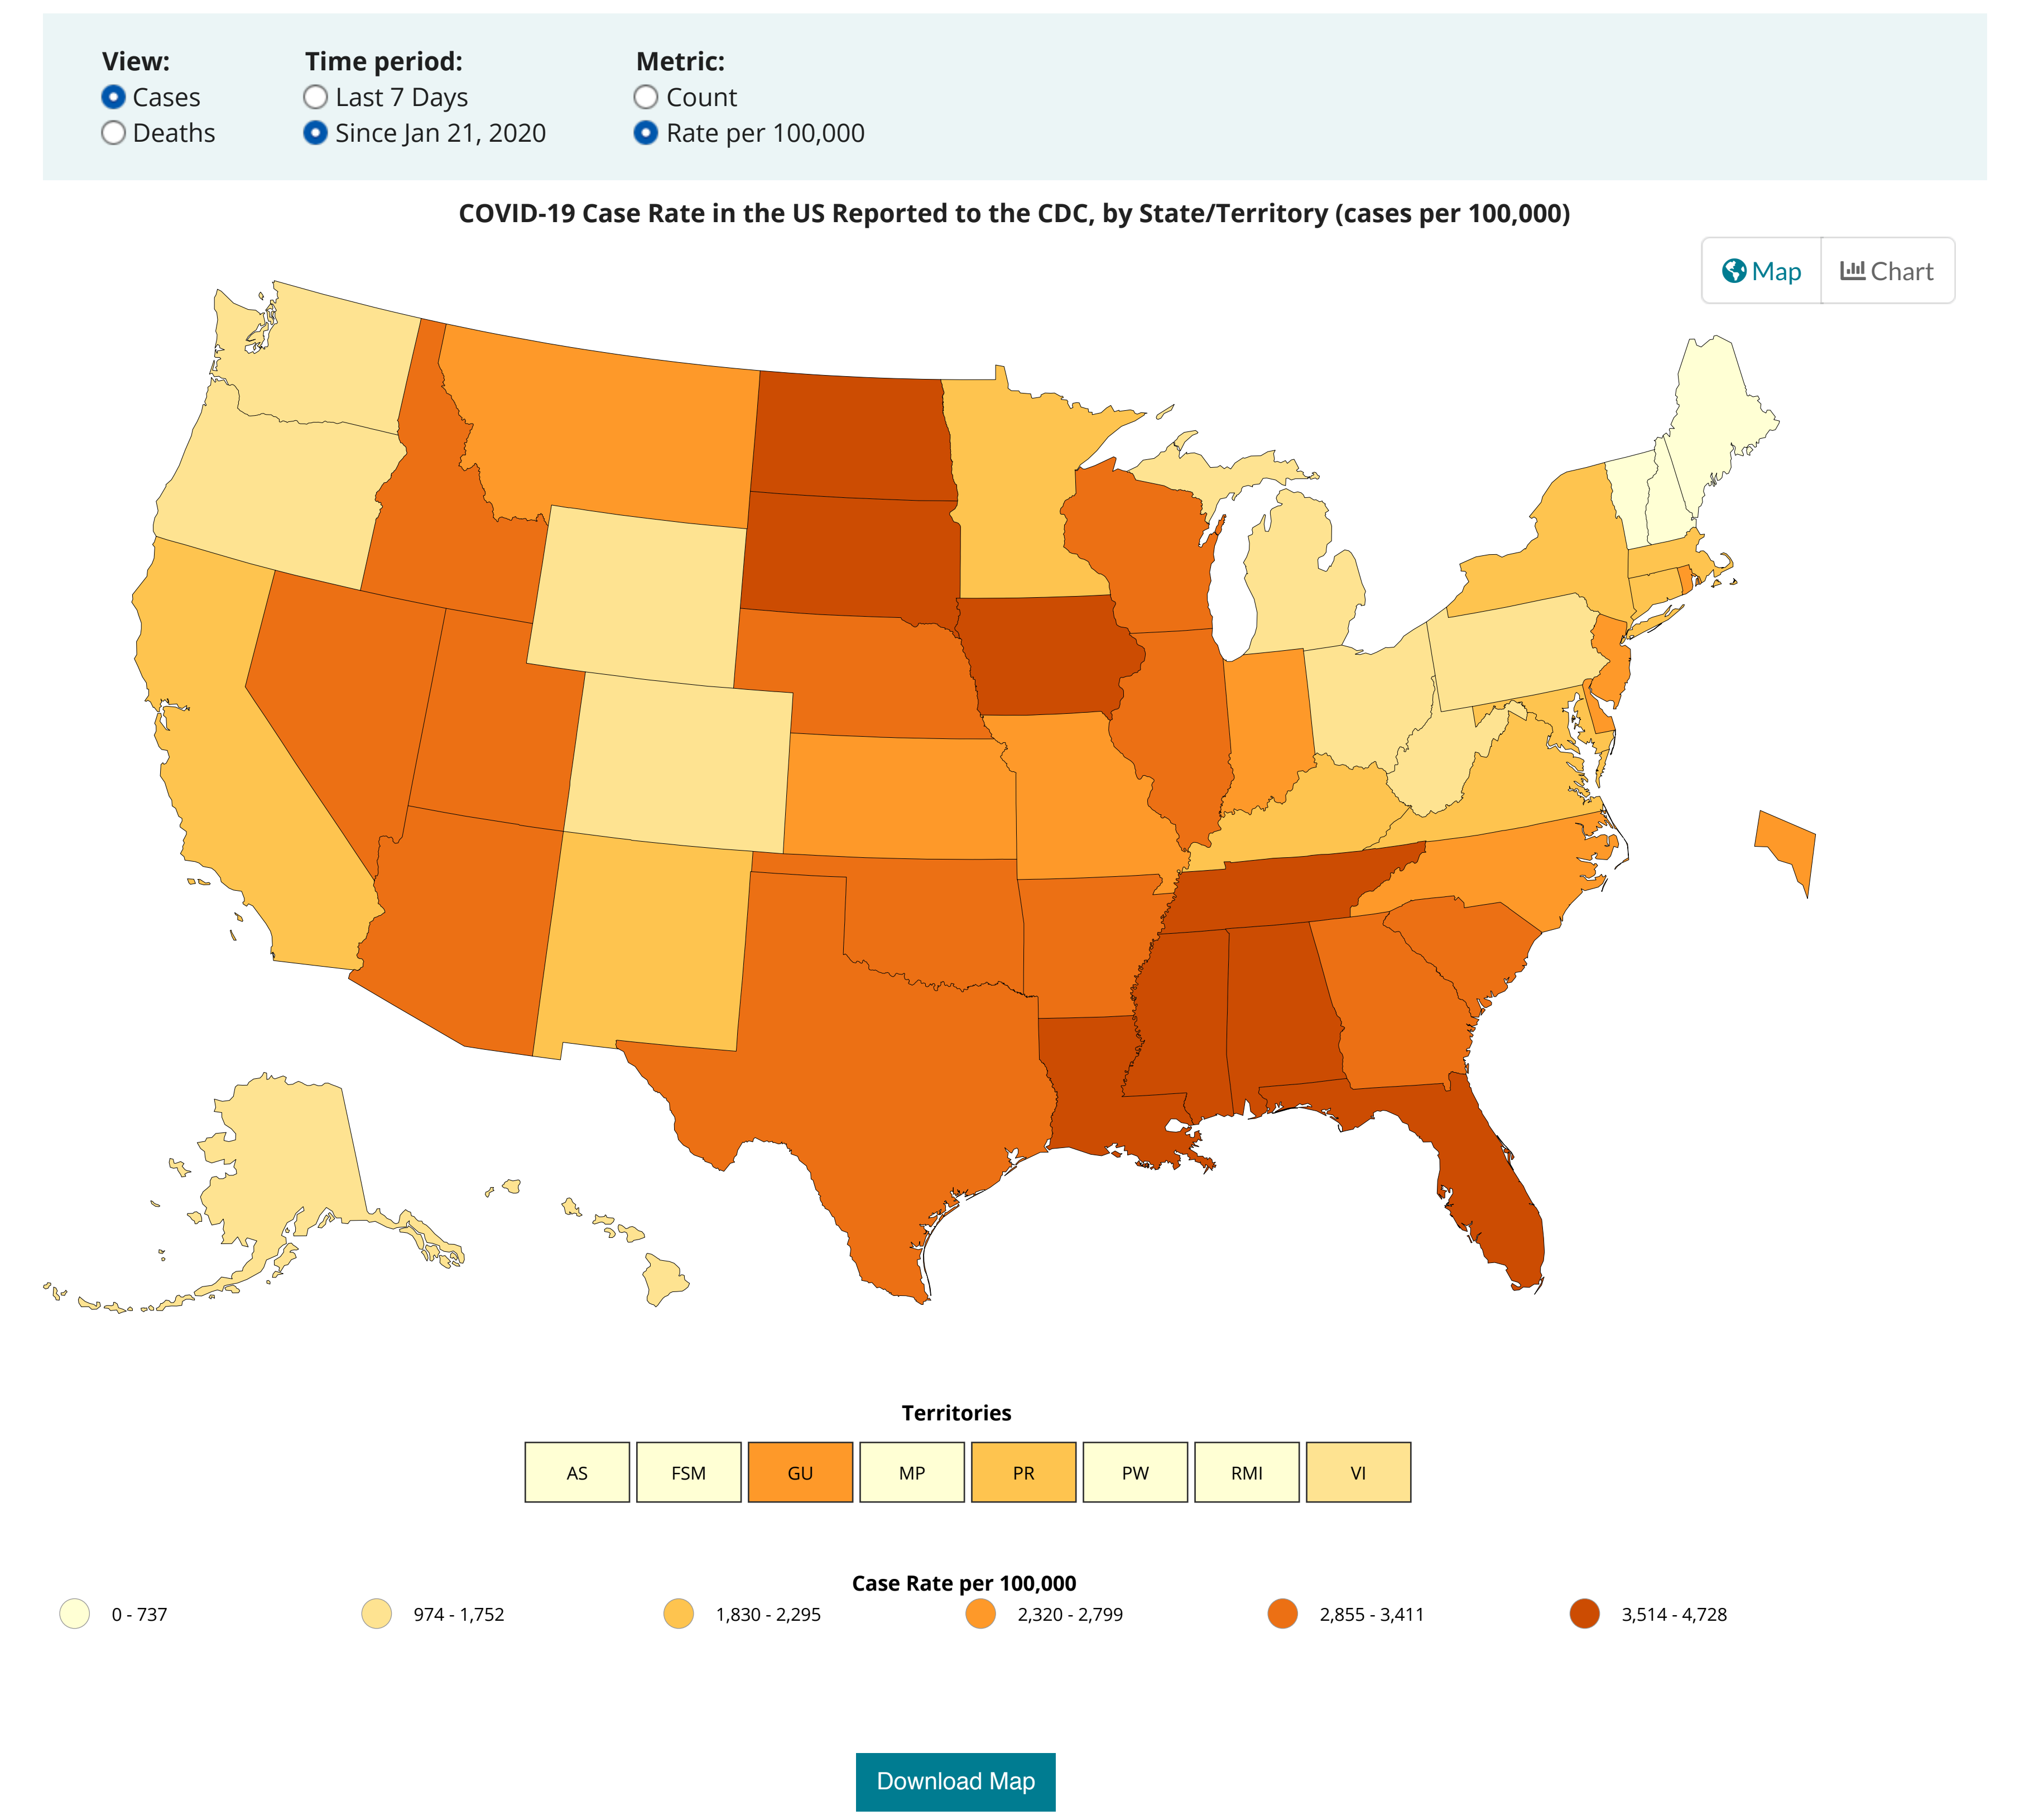 View:
Cases
Deaths
Time period:
Last 7 Days
Since Jan 21, 2020
Metric:
Count
Rate per 100,000
COVID-19 Case Rate in the US Reported to the CDC, by State/Territory (cases per 100,000)
Map
Chart
Territories
AS FSM GU MP PR PW RMI VI
Case Rate per 100,000
0 - 737 974 - 1,752 1,830 - 2,295 2,320 - 2,799 2,855 - 3,411 3,514 - 4,728
Download Map